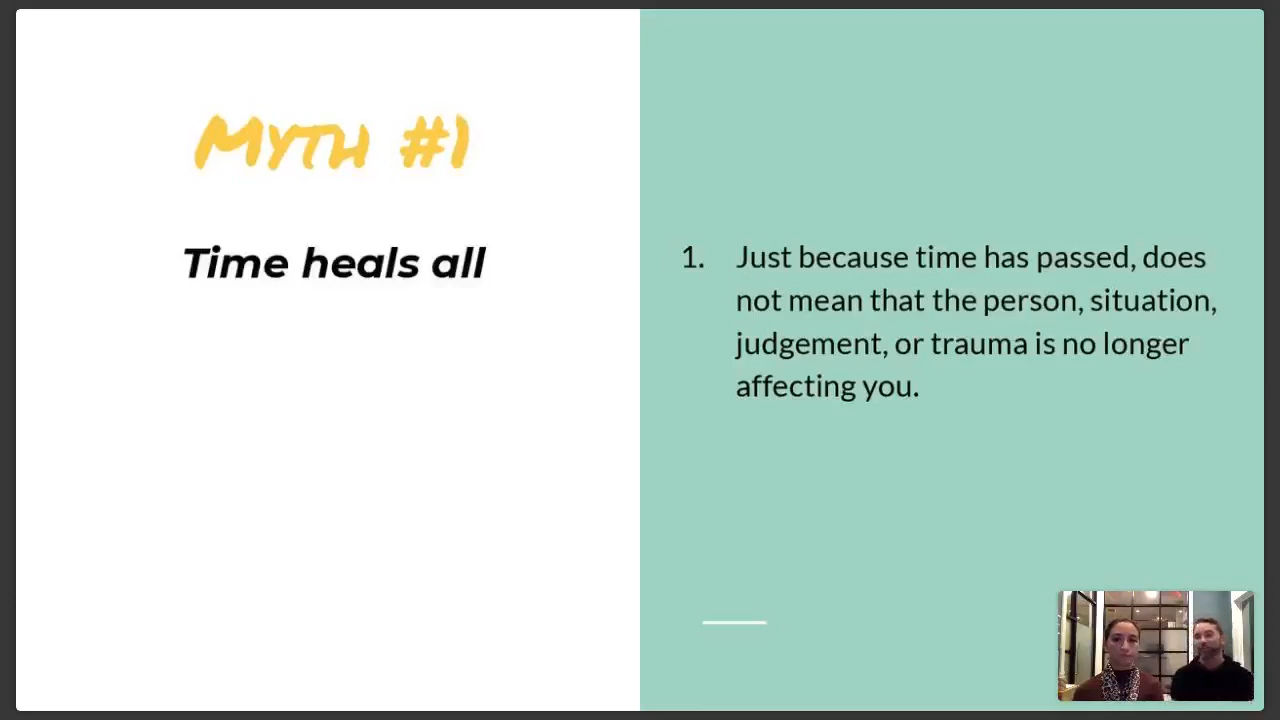 MYTH #1
Time heals all
1. Just because time has passed, does
not mean that the person, situation,
judgement, or trauma is no longer
affecting you.